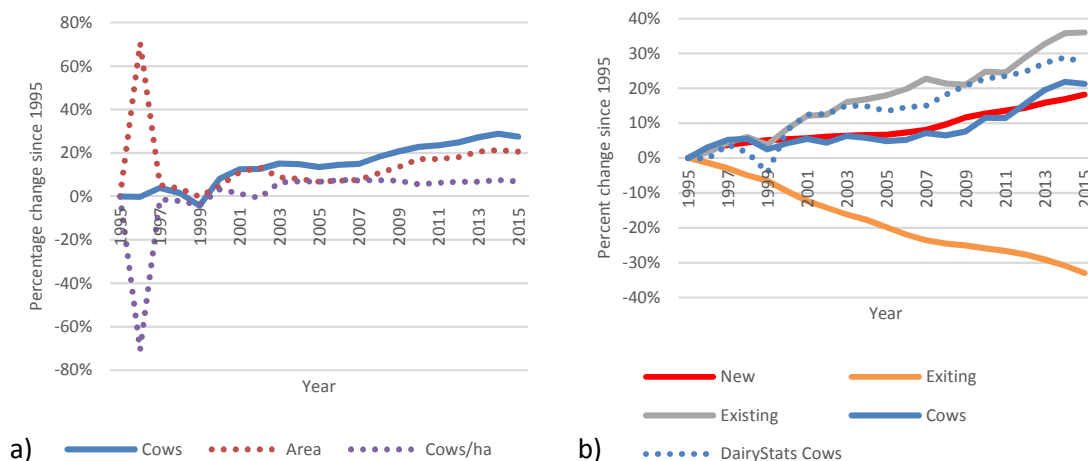 80%
60%
40%
20%
0%
-20%
-40%
-60%
-80%
Percentage change since 1995
1995
1997
1999
2001
2003
2005
2007
2009
2011
2013
2015
Year
a)
Cows
Area
Cows/ha
40%
30%
20%
10%
0%
-10%
-20%
-30%
-40%
Percent change since 1995
1995
1997
1999
2001
2003
2005
2007
2009
2011
2013
2015
Year
New
Exiting
Existing
Cows
b)
DairyStats Cows